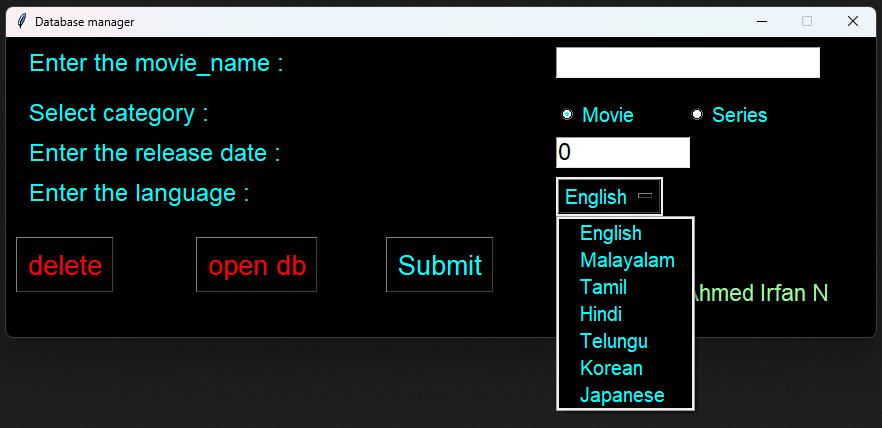 Database manager
Enter the movie_name :
Select category :
Movie
Series
Enter the release date :
0
Enter the language :
English
delete
open db
Submit
English
Malayalam
Tamil
Hindi
Telungu
Korean
Japanese
Ahmed Irfan N